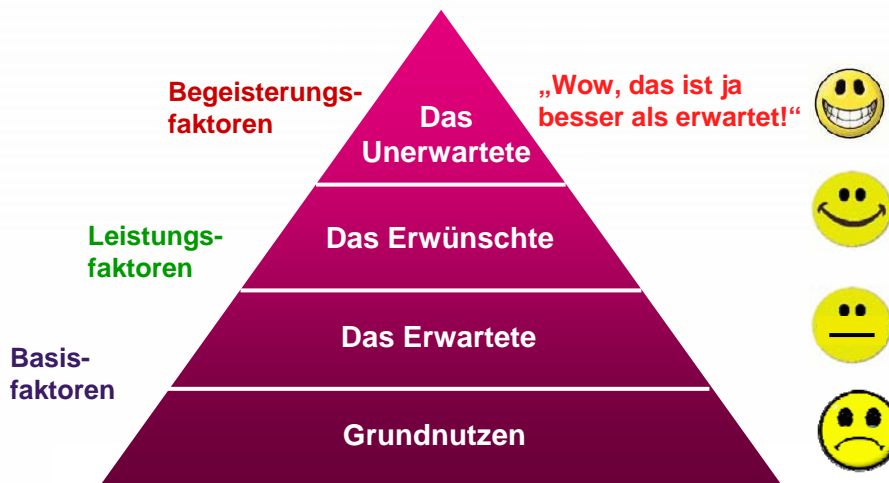 Begeisterungs-
faktoren
Das
Unerwartete
„Wow, das ist ja
besser als erwartet!“
Leistungs-
faktoren
Das Erwünschte
Basis-
faktoren
Das Erwartete
Grundnutzen